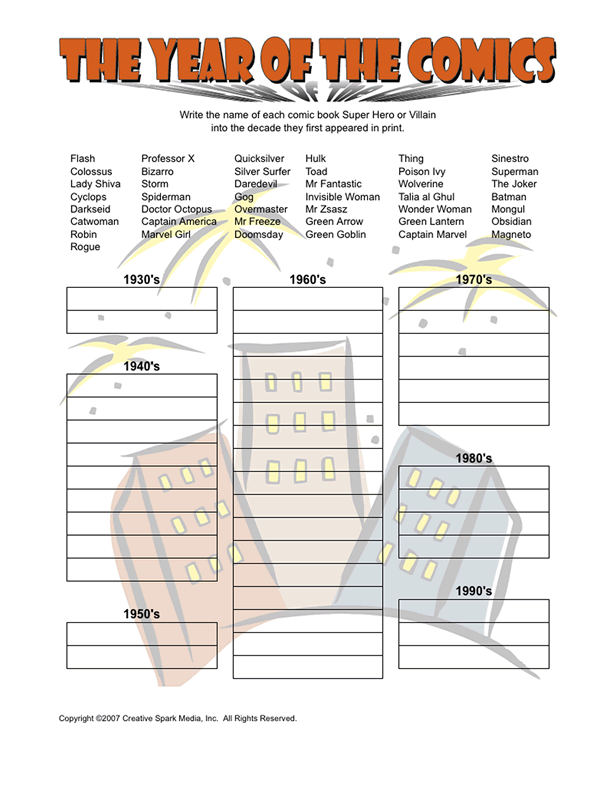 THE YEAR OF THE COMICS
Write the name of each comic book Super Hero or Villain
into the decade they first appeared in print.
Flash Professor X Quicksilver Hulk Thing Sinestro
Colossus Bizarro Silver Surfer Toad Poison Ivy Superman
Lady Shiva Storm Daredevil Mr Fantastic Wolverine The Joker
Cyclops Spiderman Gog Invisible Woman Talia al Ghul Batman
Darkseid Doctor Octopus Overmaster Mr Zsasz Wonder Woman Mongul
Catwoman Captain America Mr Freeze Green Arrow Green Lantern Obsidian
Robin Marvel Girl Doomsday Green Goblin Captain Marvel Magneto
Rogue
1930's 1960's 1970's
1940's
1980's
1990's
1950's
Copyright ©2007 Creative Spark Media, Inc. All Rights Reserved.